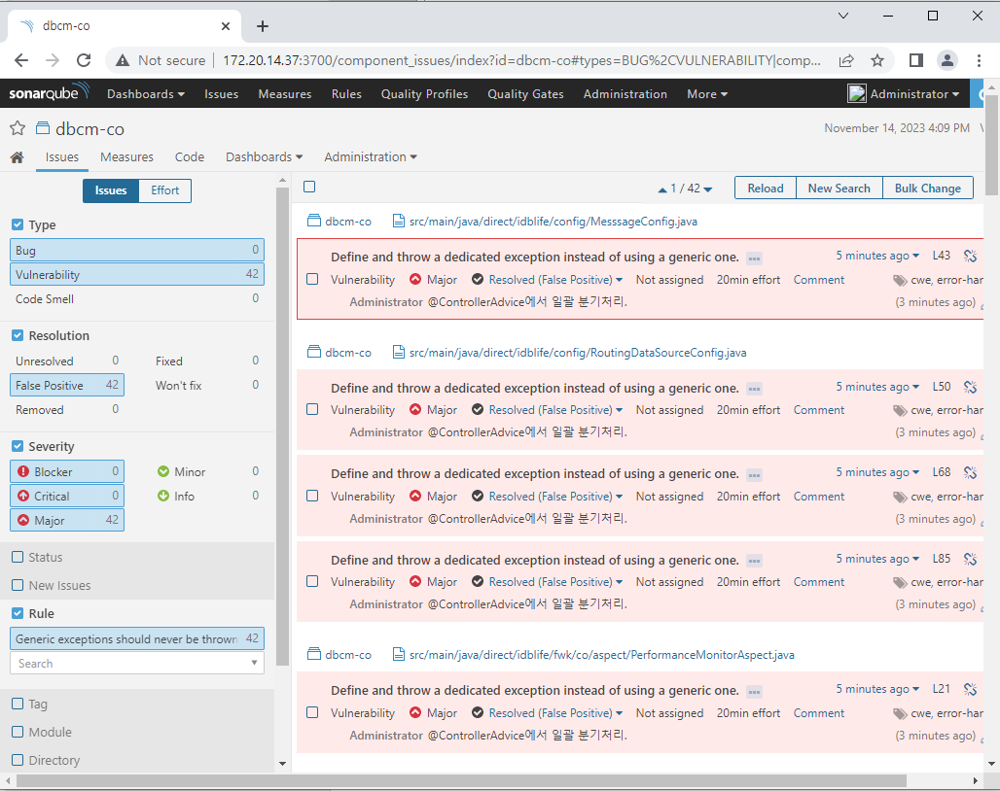 dbcm-co
Not secure | 172.20.14.37:3700/component_issues/index?id=dbcm-co#types=BUG%2CVULNERABILITY|comp...
sonarqube Dashboards Issues Measures Rules Quality Profiles Quality Gates Administration More Administrator
dbcm-co November 14, 2023 4:09 PM
Issues Measures Code Dashboards Administration
Issues Effort
1 / 42 Reload New Search Bulk Change
Type
Bug 0
Vulnerability 42
Code Smell 0
Resolution
Unresolved 0 Fixed 0
False Positive 42 Won't fix 0
Removed 0
Severity
Blocker 0 Minor 0
Critical 0 Info 0
Major 42
Status
New Issues
Rule
Generic exceptions should never be thrown 42
Search
Tag
Module
Directory
dbcm-co src/main/java/direct/idblife/config/MesssageConfig.java
Define and throw a dedicated exception instead of using a generic one. ... 5 minutes ago L43
Vulnerability Major Resolved (False Positive) Not assigned 20min effort Comment cwe, error-har
Administrator @ControllerAdvice에서 일괄 분기처리. (3 minutes ago)
dbcm-co src/main/java/direct/idblife/config/RoutingDataSourceConfig.java
Define and throw a dedicated exception instead of using a generic one. ... 5 minutes ago L50
Vulnerability Major Resolved (False Positive) Not assigned 20min effort Comment cwe, error-har
Administrator @ControllerAdvice에서 일괄 분기처리. (3 minutes ago)
Define and throw a dedicated exception instead of using a generic one. ... 5 minutes ago L68
Vulnerability Major Resolved (False Positive) Not assigned 20min effort Comment cwe, error-har
Administrator @ControllerAdvice에서 일괄 분기처리. (3 minutes ago)
Define and throw a dedicated exception instead of using a generic one. ... 5 minutes ago L85
Vulnerability Major Resolved (False Positive) Not assigned 20min effort Comment cwe, error-har
Administrator @ControllerAdvice에서 일괄 분기처리. (3 minutes ago)
dbcm-co src/main/java/direct/idblife/fwk/co/aspect/PerformanceMonitorAspect.java
Define and throw a dedicated exception instead of using a generic one. ... 5 minutes ago L21
Vulnerability Major Resolved (False Positive) Not assigned 20min effort Comment cwe, error-har
Administrator @ControllerAdvice에서 일괄 분기처리. (3 minutes ago)